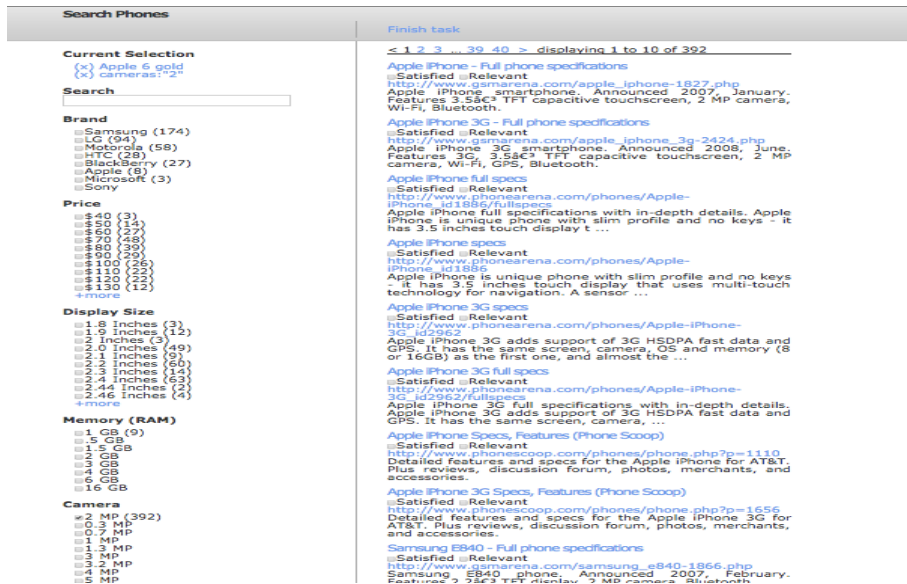 Search Phones
Finish task
Current Selection
(x) Apple 6 gold
(x) cameras:"2"
Search
Brand
Samsung (174)
LG (94)
Motorola (58)
HTC (28)
BlackBerry (27)
Apple (8)
Microsoft (3)
Sony
Price
$40 (3)
$50 (14)
$60 (27)
$70 (48)
$80 (39)
$90 (29)
$100 (26)
$110 (22)
$120 (22)
$130 (12)
+more
Display Size
1.8 Inches (3)
1.9 Inches (12)
2 Inches (3)
2.0 Inches (49)
2.1 Inches (9)
2.2 Inches (60)
2.3 Inches (14)
2.4 Inches (63)
2.44 Inches (2)
2.46 Inches (4)
+more
Memory (RAM)
1 GB (9)
.5 GB
1.5 GB
2 GB
3 GB
4 GB
6 GB
16 GB
Camera
2 MP (392)
0.3 MP
0.7 MP
1 MP
1.3 MP
3 MP
3.2 MP
4 MP
5 MP
< 1 2 3 ... 39 40 > displaying 1 to 10 of 392
Apple iPhone - Full phone specifications
Satisfied Relevant
http://www.gsmarena.com/apple_iphone-1827.php
Apple iPhone smartphone. Announced 2007, January.
Features 3.5â€³ TFT capacitive touchscreen, 2 MP camera,
Wi-Fi, Bluetooth.
Apple iPhone 3G - Full phone specifications
Satisfied Relevant
http://www.gsmarena.com/apple_iphone_3g-2424.php
Apple iPhone 3G smartphone. Announced 2008, June.
Features 3G, 3.5â€³ TFT capacitive touchscreen, 2 MP
camera, Wi-Fi, GPS, Bluetooth.
Apple iPhone full specs
Satisfied Relevant
http://www.phonearena.com/phones/Apple-
iPhone_id1886/fullspecs
Apple iPhone full specifications with in-depth details. Apple
iPhone is unique phone with slim profile and no keys - it
has 3.5 inches touch display t ...
Apple iPhone specs
Satisfied Relevant
http://www.phonearena.com/phones/Apple-
iPhone_id1886
Apple iPhone is unique phone with slim profile and no keys
- it has 3.5 inches touch display that uses multi-touch
technology for navigation. A sensor ...
Apple iPhone 3G specs
Satisfied Relevant
http://www.phonearena.com/phones/Apple-iPhone-
3G_id2962
Apple iPhone 3G adds support of 3G HSDPA fast data and
GPS. It has the same screen, camera, OS and memory (8
or 16GB) as the first one, and almost the ...
Apple iPhone 3G full specs
Satisfied Relevant
http://www.phonearena.com/phones/Apple-iPhone-
3G_id2962/fullspecs
Apple iPhone 3G full specifications with in-depth details.
Apple iPhone 3G adds support of 3G HSDPA fast data and
GPS. It has the same screen, camera, ...
Apple iPhone Specs, Features (Phone Scoop)
Satisfied Relevant
http://www.phonescoop.com/phones/phone.php?p=1110
Detailed features and specs for the Apple iPhone for AT&T.
Plus reviews, discussion forum, photos, merchants, and
accessories.
Apple iPhone 3G Specs, Features (Phone Scoop)
Satisfied Relevant
http://www.phonescoop.com/phones/phone.php?p=1656
Detailed features and specs for the Apple iPhone 3G for
AT&T. Plus reviews, discussion forum, photos, merchants,
and accessories.
Samsung E840 - Full phone specifications
Satisfied Relevant
http://www.gsmarena.com/samsung_e840-1866.php
Samsung E840 phone. Announced 2007, February.
Features 2.2â€³ TFT display, 2 MP camera, Bluetooth